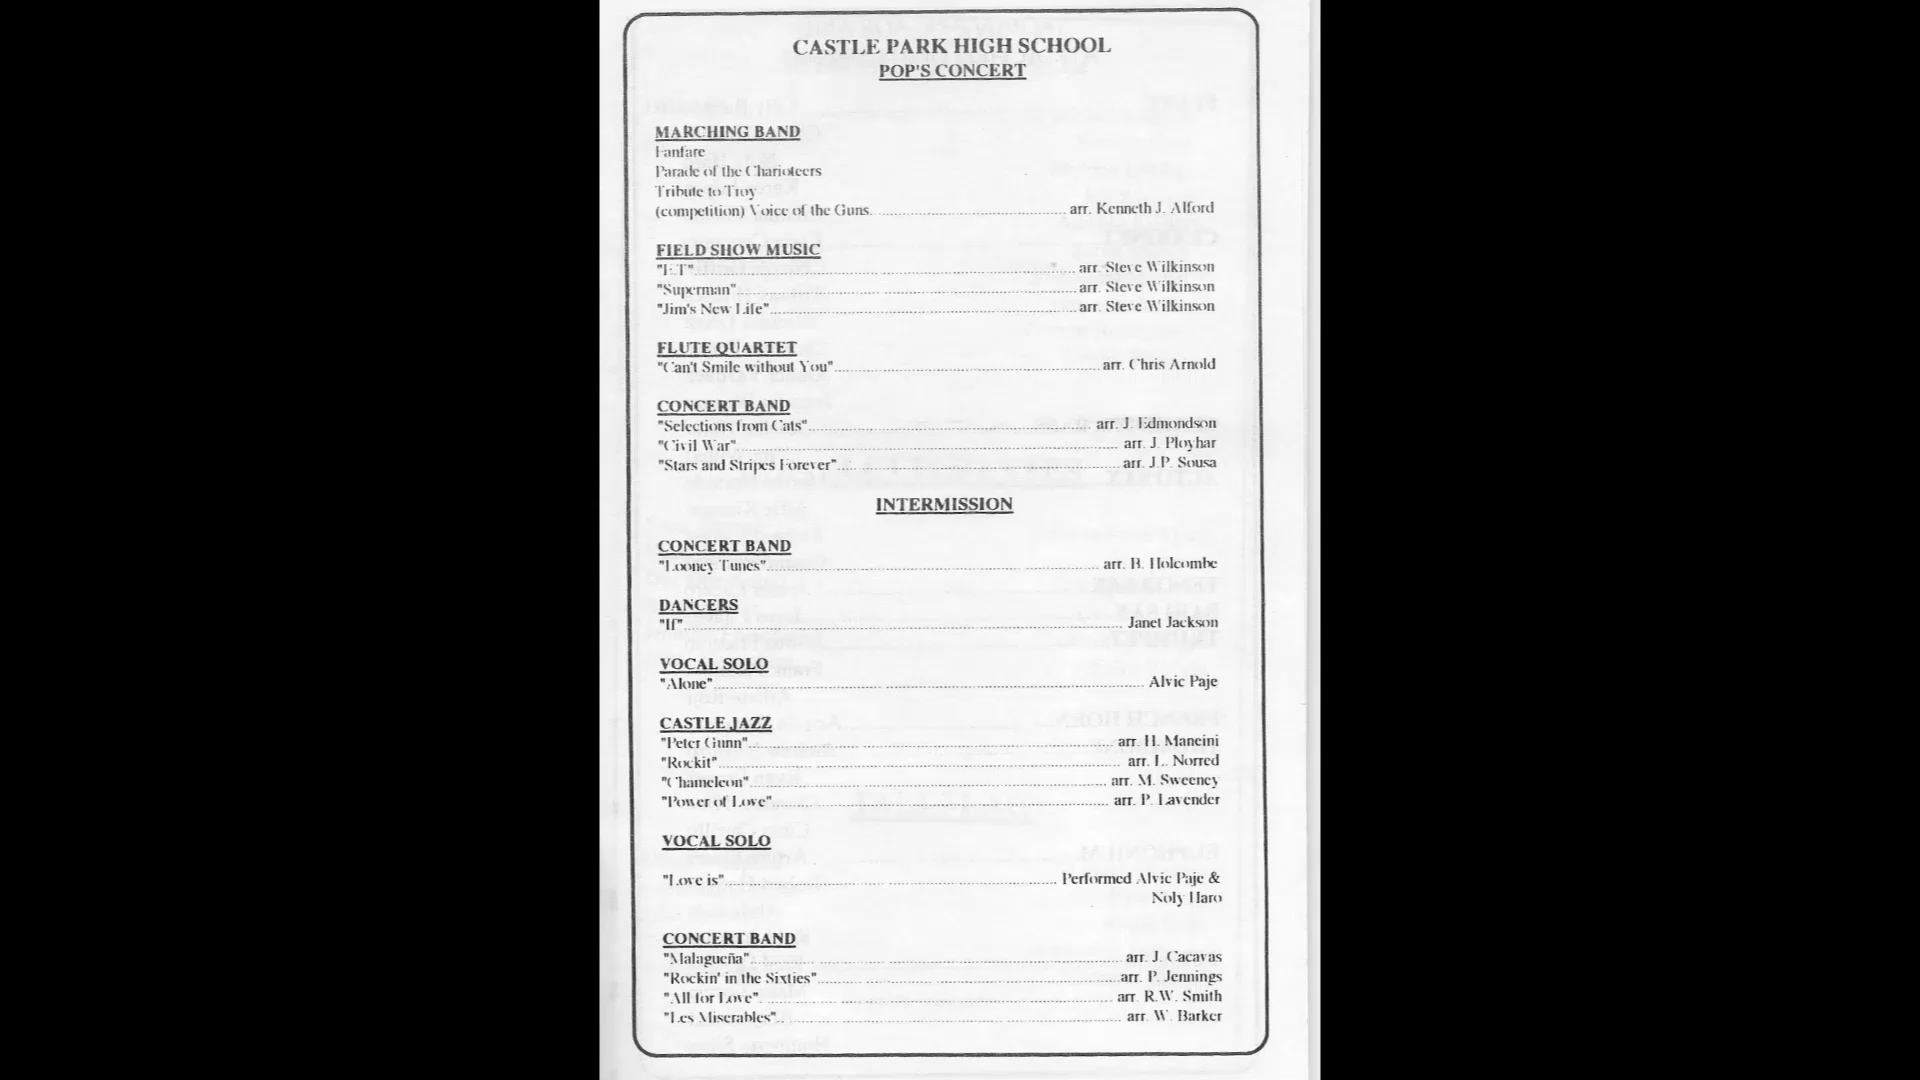 CASTLE PARK HIGH SCHOOL
POP'S CONCERT
MARCHING BAND
Fanfare
Parade of the Charioteers
Tribute to Troy
(competition) Voice of the Guns. arr. Kenneth J. Alford
FIELD SHOW MUSIC
"E.T" arr. Steve Wilkinson
"Superman" arr. Steve Wilkinson
"Jim's New Life" arr. Steve Wilkinson
FLUTE QUARTET
"Can't Smile without You" arr. Chris Arnold
CONCERT BAND
"Selections from Cats" arr. J. Edmondson
"Civil War" arr. J. Ployhar
"Stars and Stripes Forever" arr. J.P. Sousa
INTERMISSION
CONCERT BAND
"Looney Tunes" arr. B. Holcombe
DANCERS
"If" Janet Jackson
VOCAL SOLO
"Alone" Alvic Paje
CASTLE JAZZ
"Peter Gunn" arr. H. Mancini
"Rockit" arr. L. Norred
"Chameleon" arr. M. Sweeney
"Power of Love" arr. P. Lavender
VOCAL SOLO
"Love is" Performed Alvic Paje &
Noly Haro
CONCERT BAND
"Malagueña" arr. J. Cacavas
"Rockin' in the Sixties" arr. P. Jennings
"All for Love" arr. R.W. Smith
"Les Miserables" arr. W. Barker